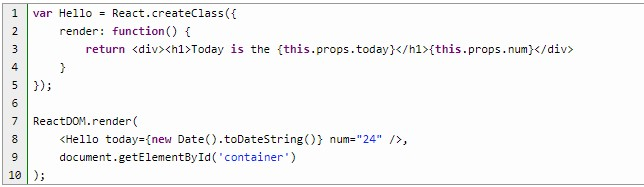 1 var Hello = React.createClass({
2     render: function() {
3         return <div><h1>Today is the {this.props.today}</h1>{this.props.num}</div>
4     }
5 });
6
7 ReactDOM.render(
8     <Hello today={new Date().toDateString()} num="24" />,
9     document.getElementById('container')
10 );